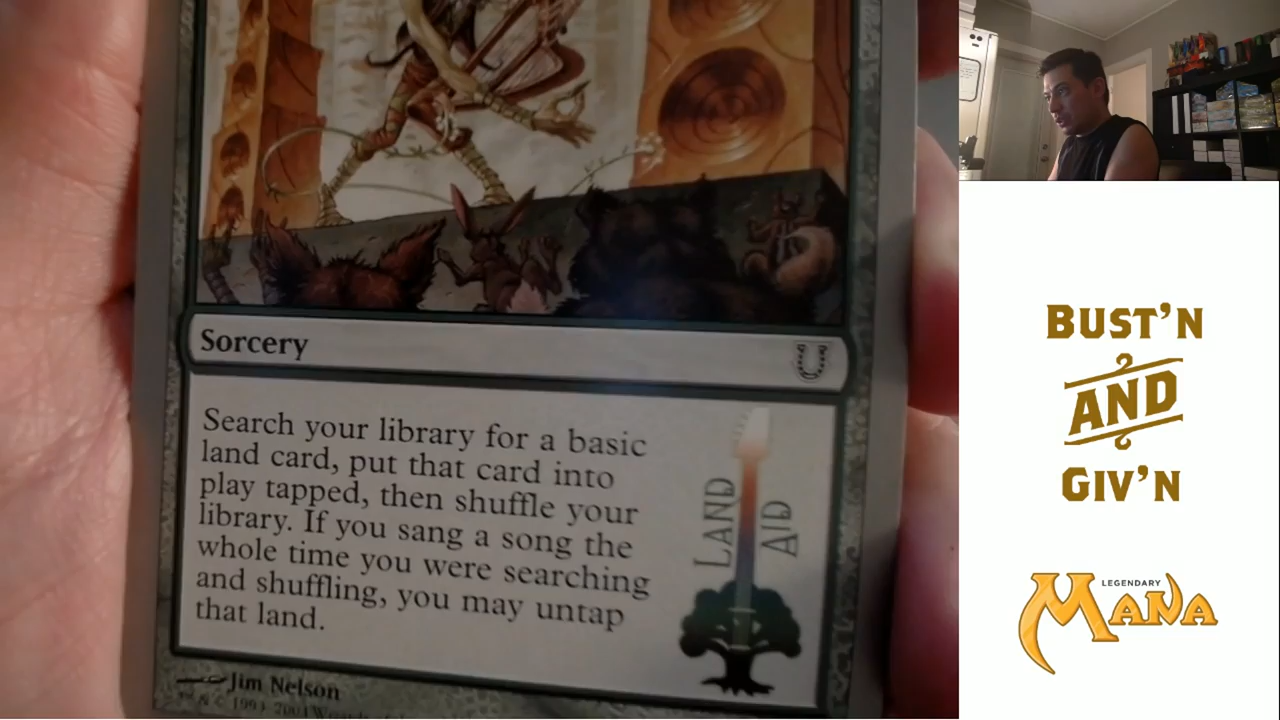 Sorcery
Search your library for a basic
land card, put that card into
play tapped, then shuffle your
library. If you sang a song the
whole time you were searching
and shuffling, you may untap
that land.
LAND
AID
Jim Nelson
BUST'N
AND
GIV'N
LEGENDARY
MANA